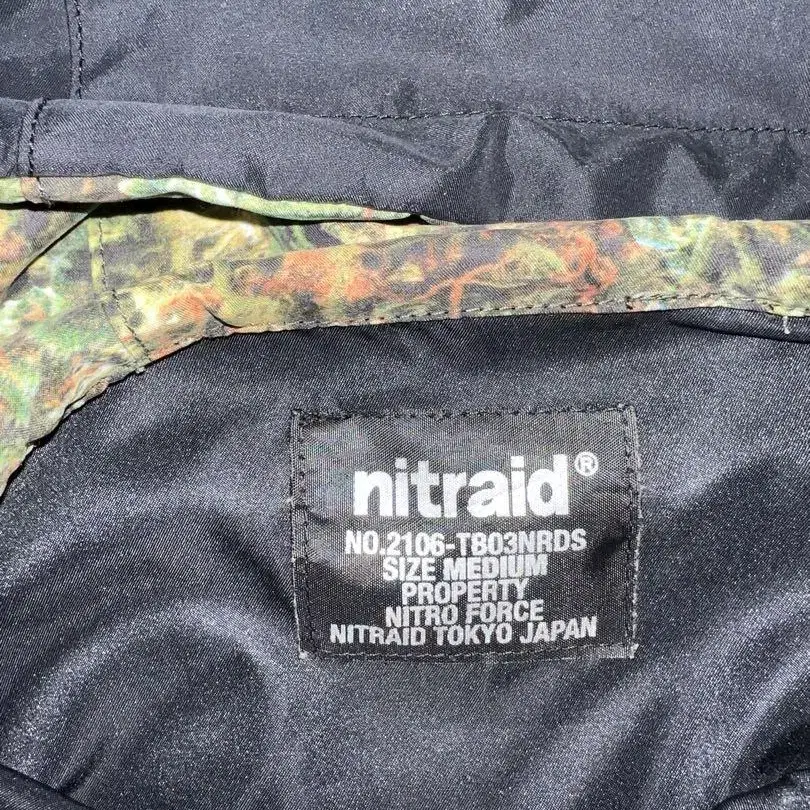 nitraid®
NO.2106-TB03NRDS
SIZE MEDIUM
PROPERTY
NITRO FORCE
NITRAID TOKYO JAPAN